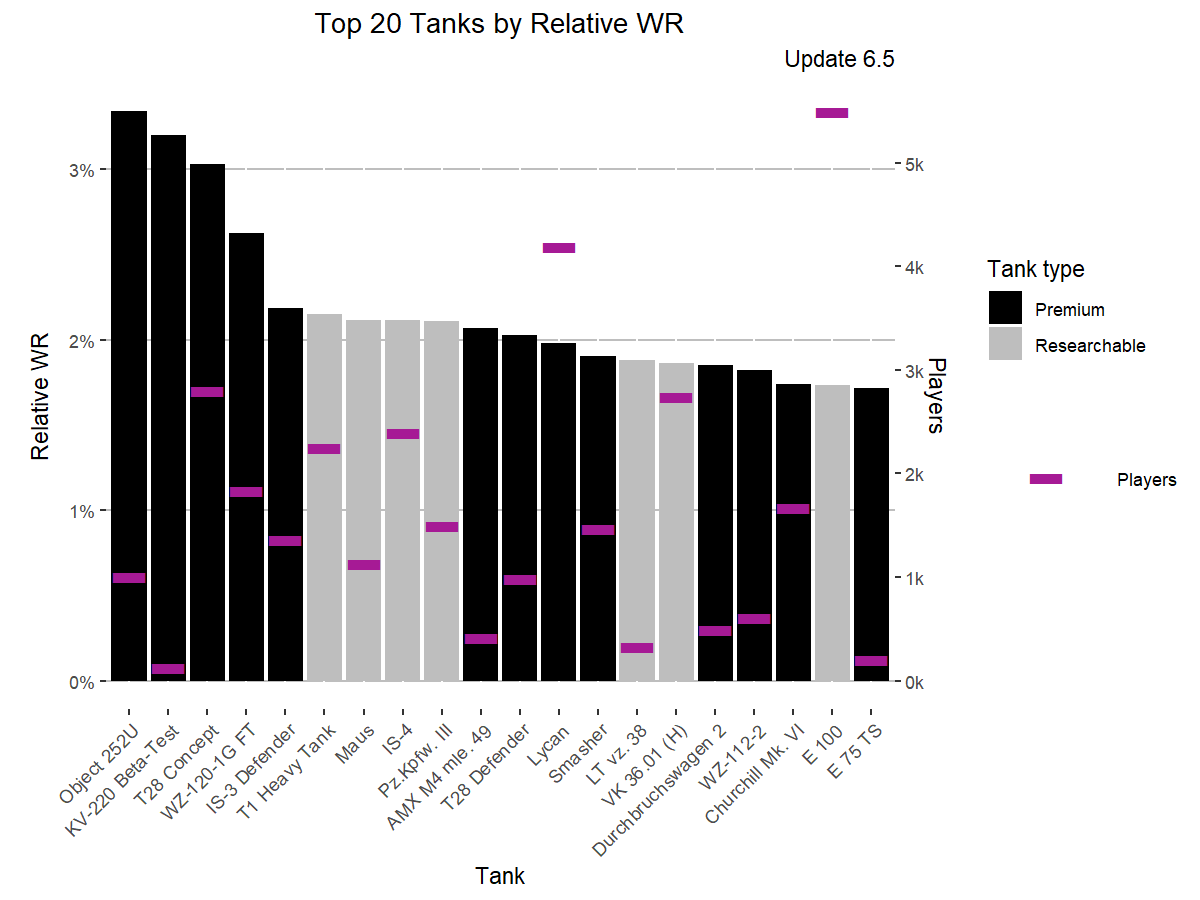 Top 20 Tanks by Relative WR
Update 6.5
Relative WR
3%
2%
1%
0%
5k
4k
3k
2k
1k
0k
Players
Tank type
Premium
Researchable
Players
Object 252U
KV-220 Beta-Test
T28 Concept
WZ-120-1G FT
IS-3 Defender
T1 Heavy Tank
Maus
IS-4
Pz.Kpfw. III
AMX M4 mle. 49
T28 Defender
Lycan
Smasher
LT vz. 38
VK 36.01 (H)
Durchbruchswagen 2
WZ-112-2
Churchill Mk. VI
E 100
E 75 TS
Tank